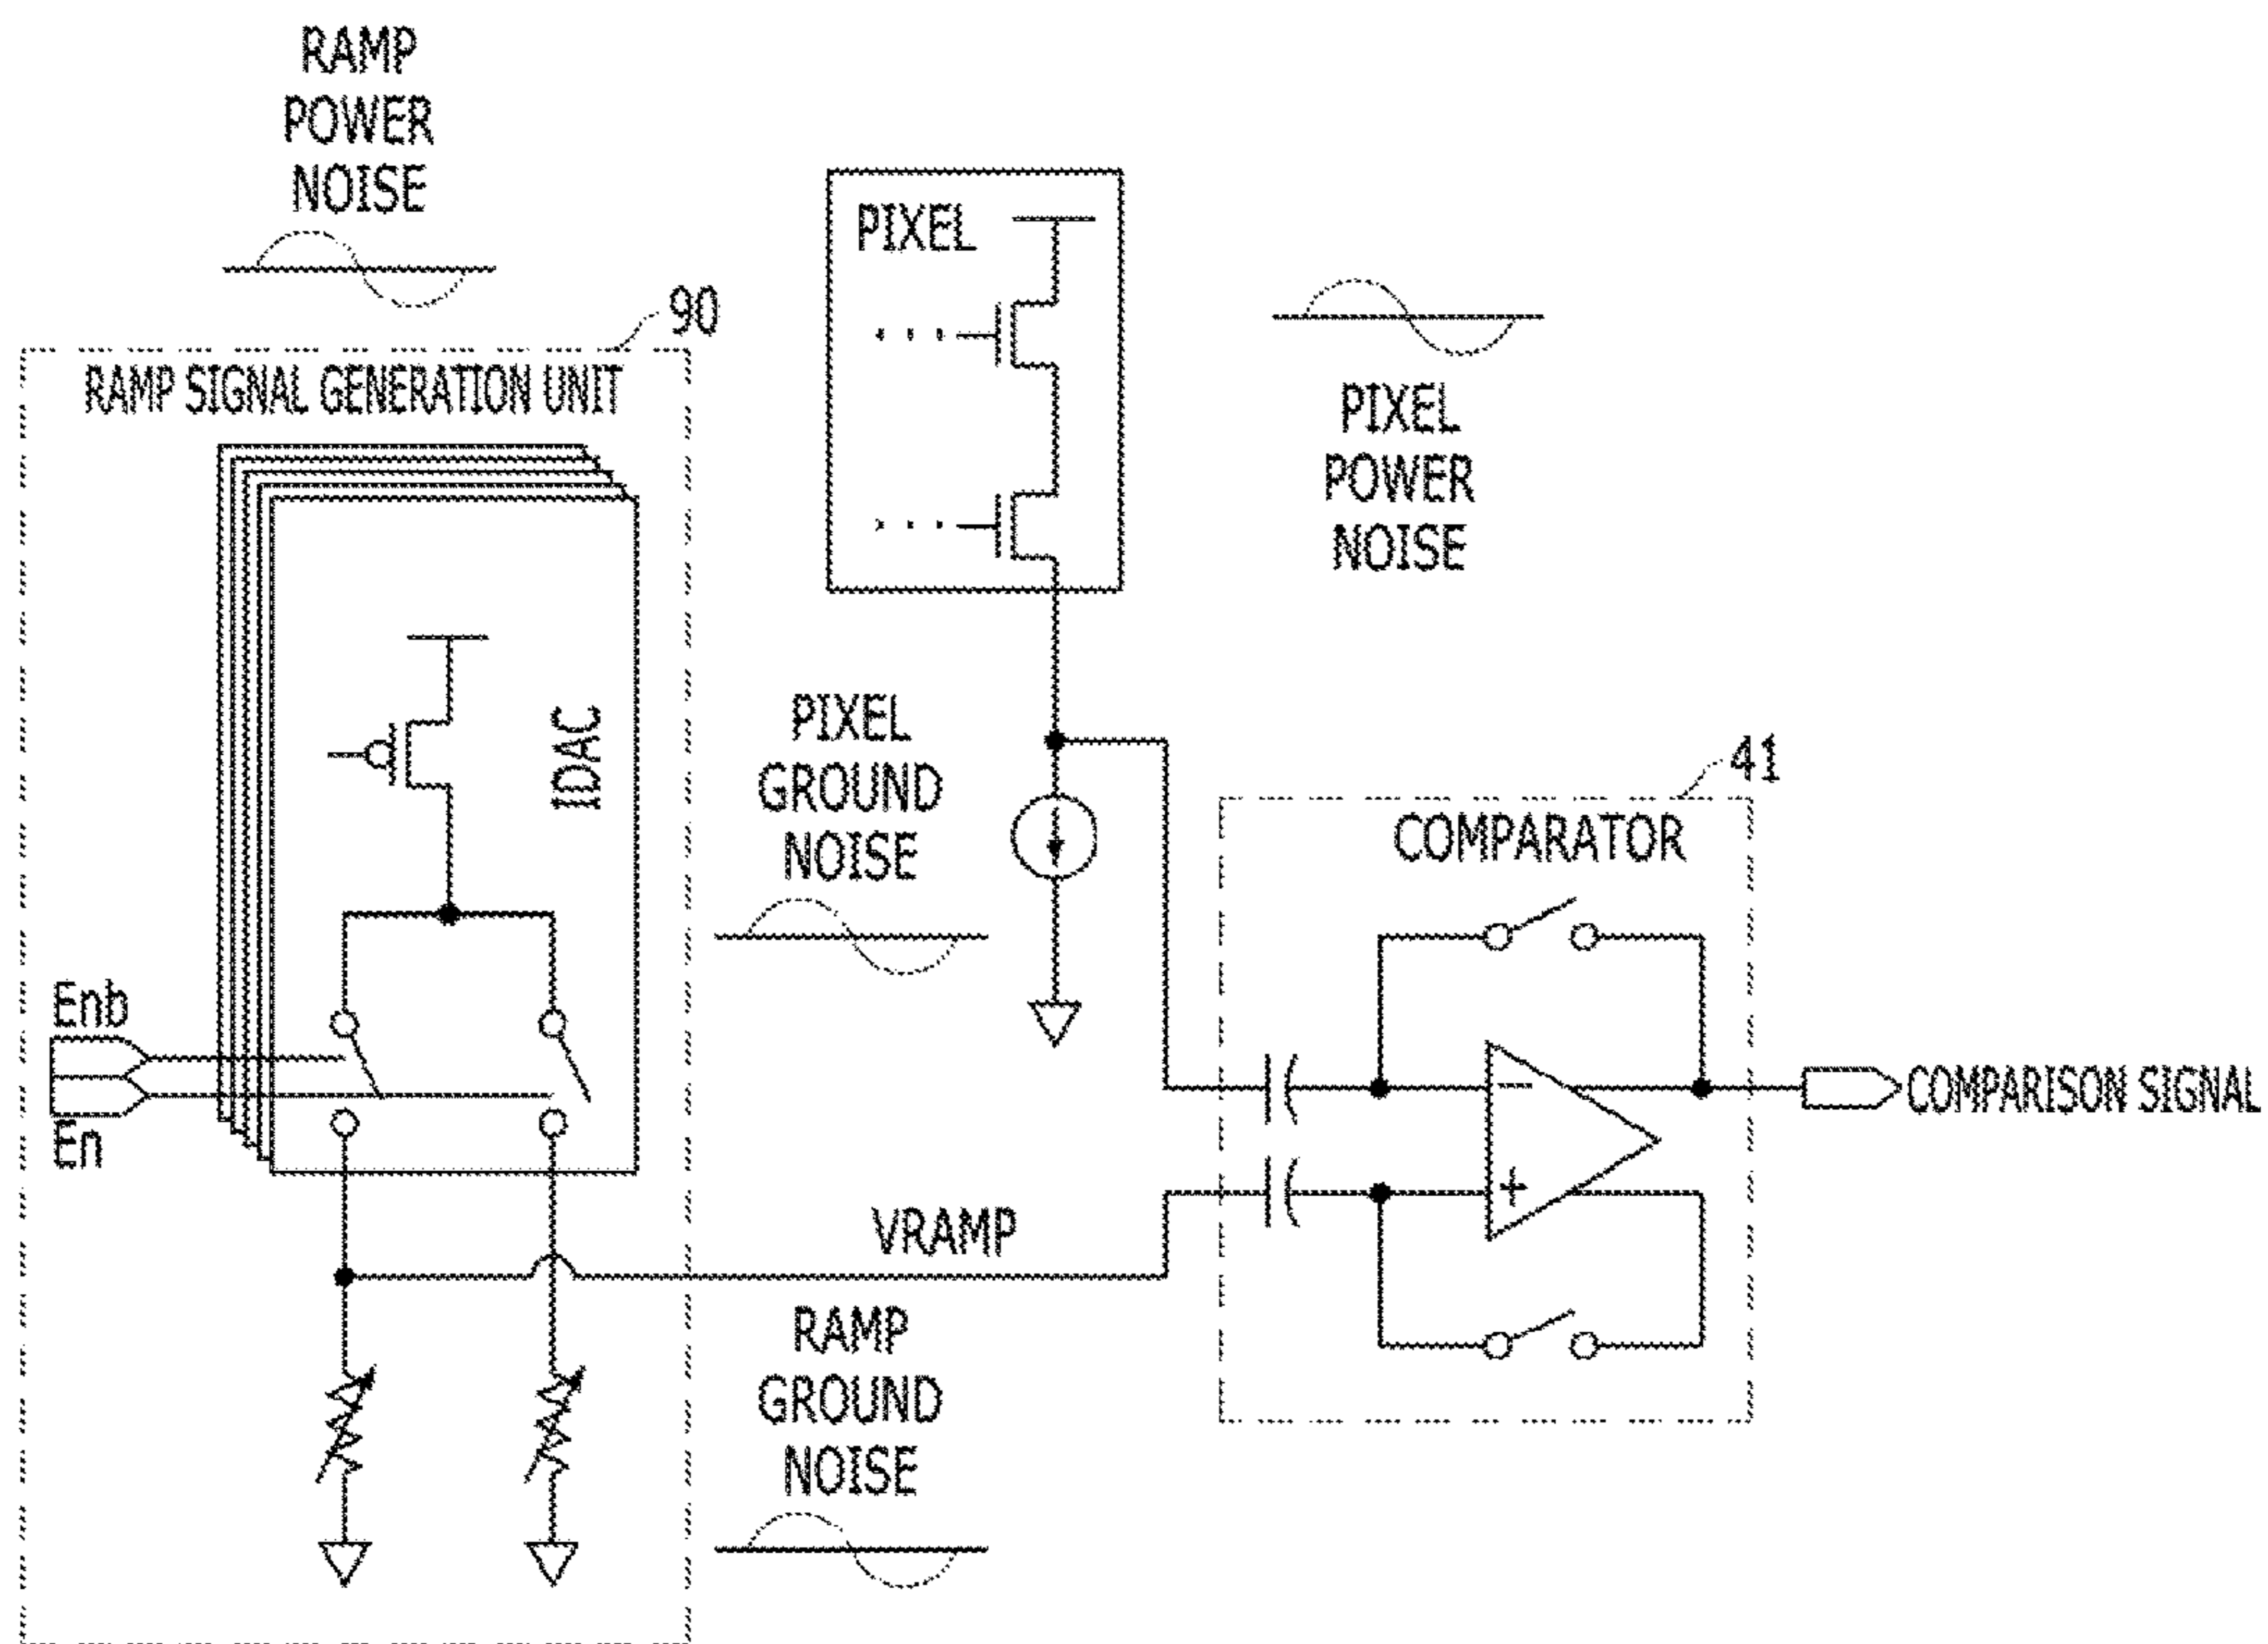 RAMP
POWER
NOISE
90
RAMP SIGNAL GENERATION UNIT
PIXEL
PIXEL
POWER
NOISE
IDAC
PIXEL
GROUND
NOISE
41
COMPARATOR
Enb
En
−
+
COMPARISON SIGNAL
VRAMP
RAMP
GROUND
NOISE